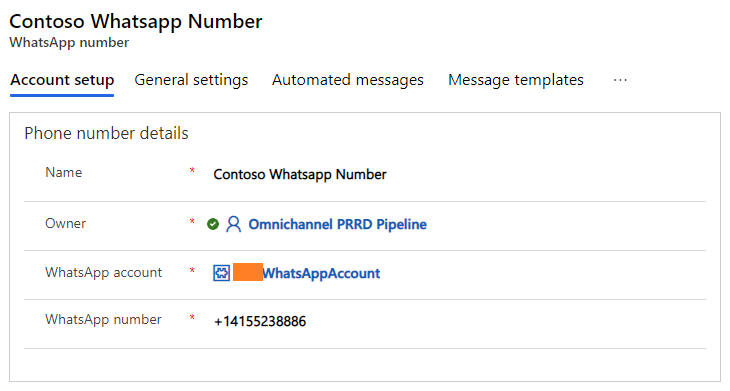 Contoso Whatsapp Number
WhatsApp number
Account setup General settings Automated messages Message templates ...
Phone number details
Name * Contoso Whatsapp Number
Owner * Omnichannel PRRD Pipeline
WhatsApp account * WhatsAppAccount
WhatsApp number * +14155238886